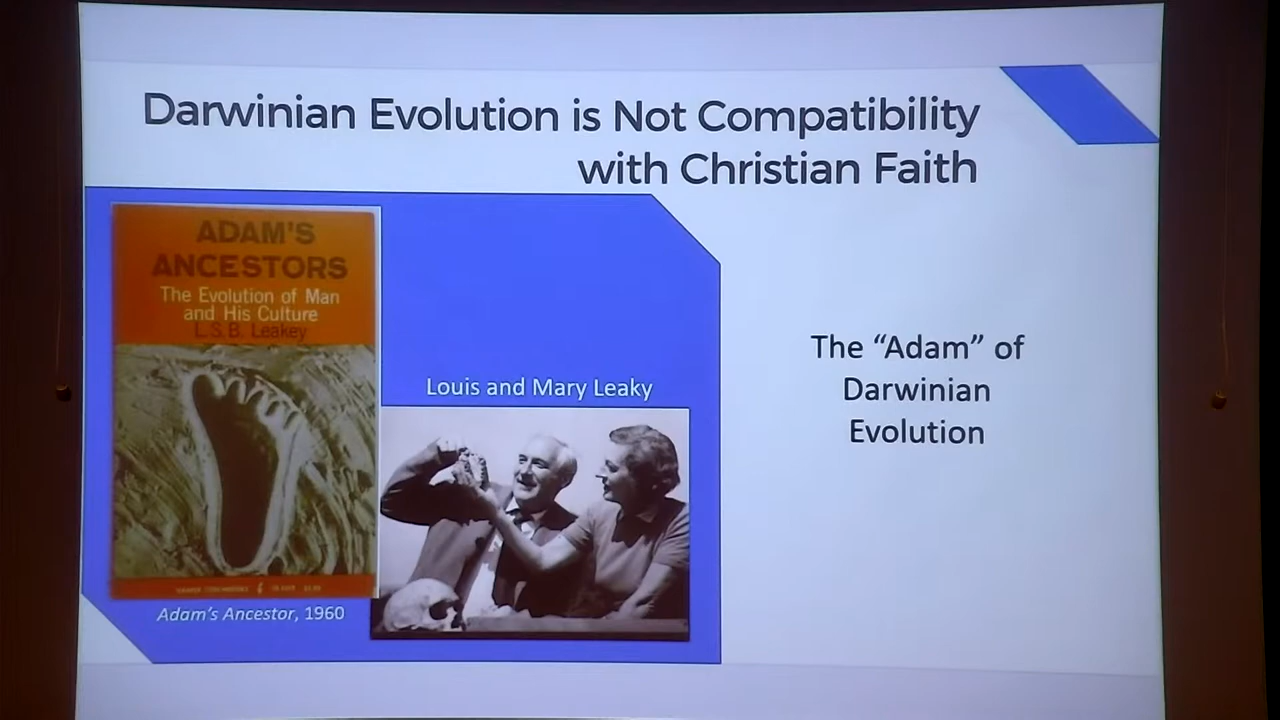 Darwinian Evolution is Not Compatibility
with Christian Faith
ADAM'S
ANCESTORS
The Evolution of Man
and His Culture
L.S.B. Leakey
Adam's Ancestor, 1960
Louis and Mary Leaky
The “Adam” of
Darwinian
Evolution